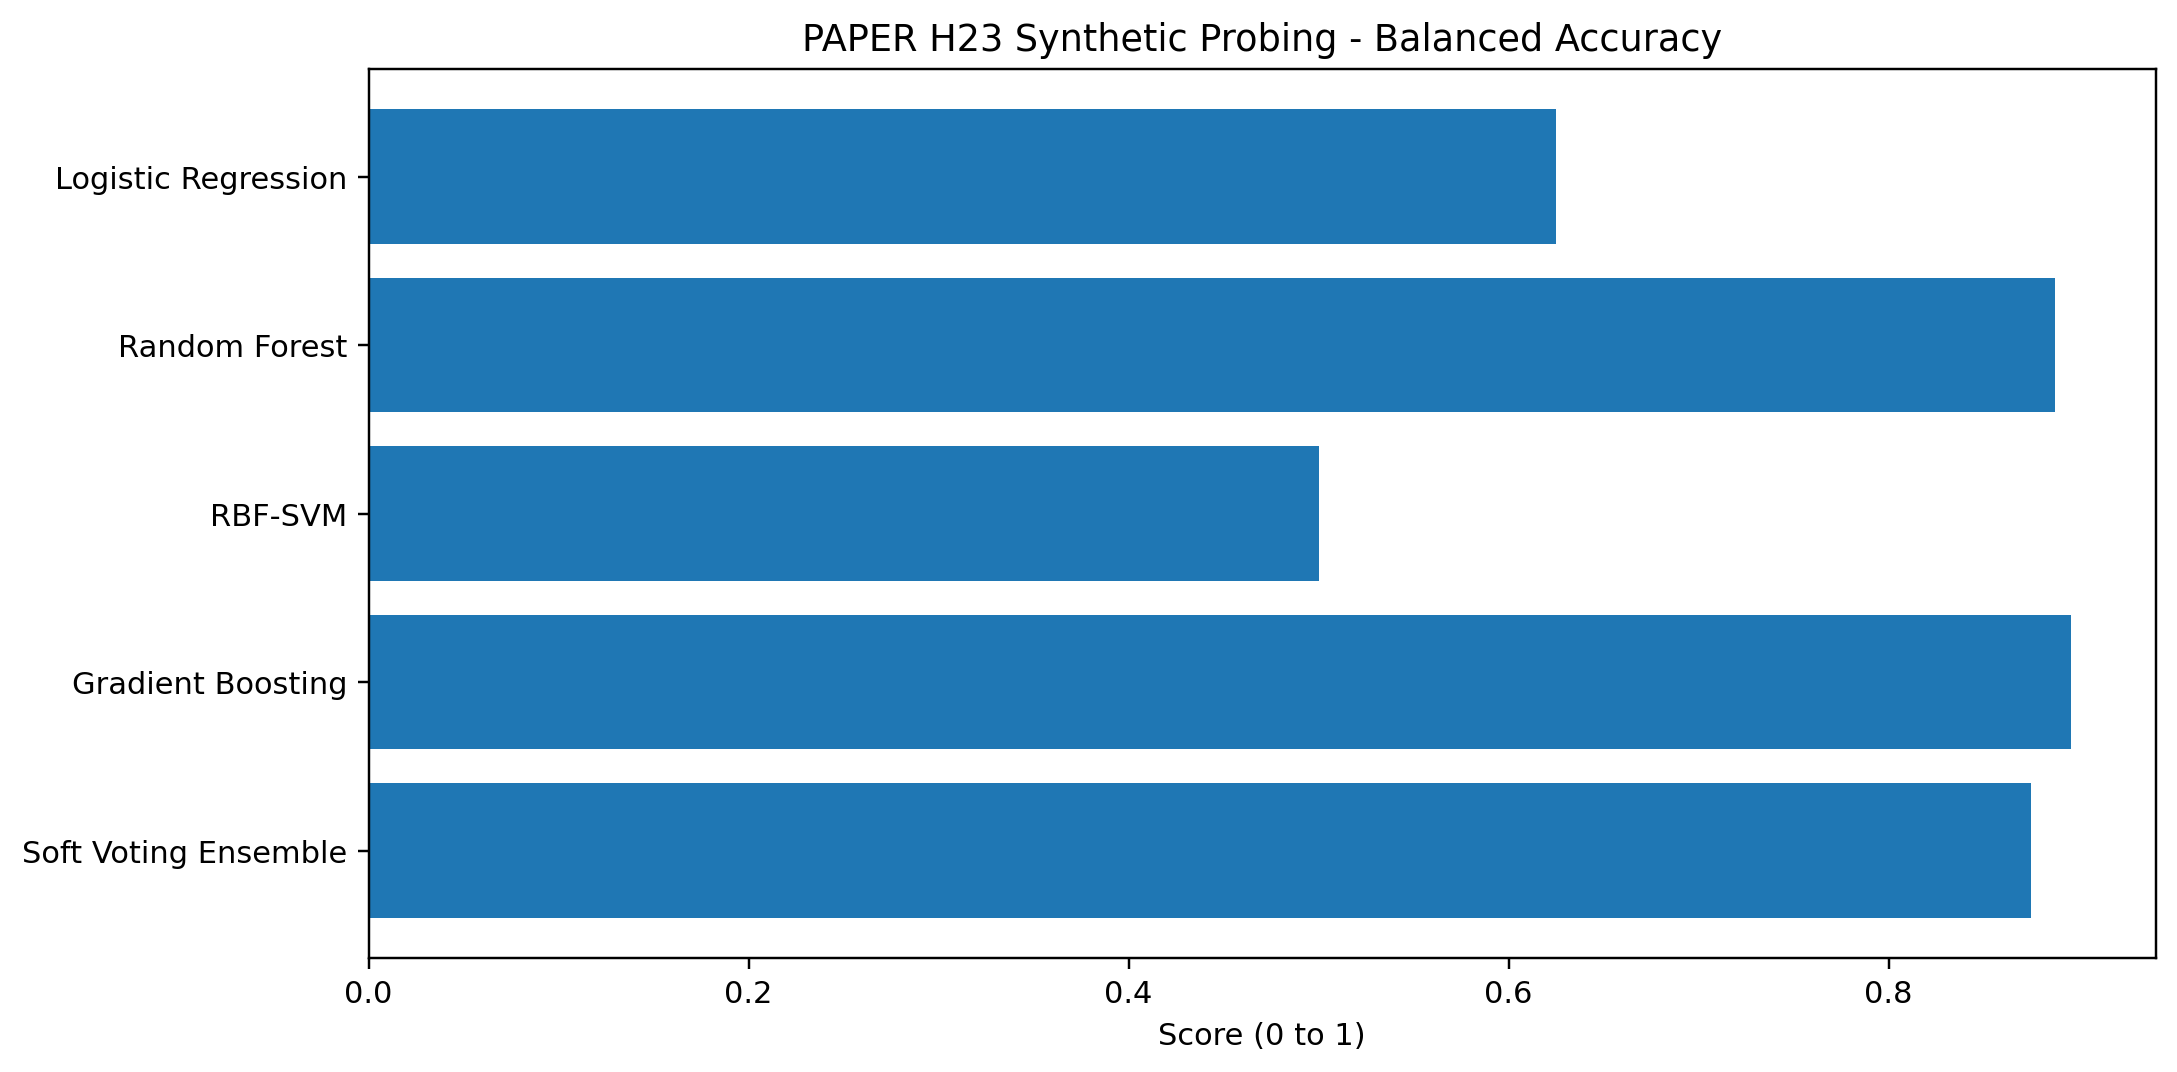 PAPER H23 Synthetic Probing - Balanced Accuracy
Logistic Regression
Random Forest
RBF-SVM
Gradient Boosting
Soft Voting Ensemble
0.0 0.2 0.4 0.6 0.8
Score (0 to 1)